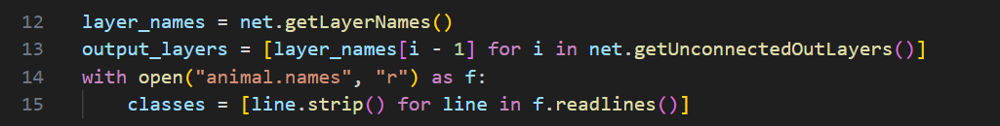 12 layer_names = net.getLayerNames()
13 output_layers = [layer_names[i - 1] for i in net.getUnconnectedOutLayers()]
14 with open("animal.names", "r") as f:
15     classes = [line.strip() for line in f.readlines()]